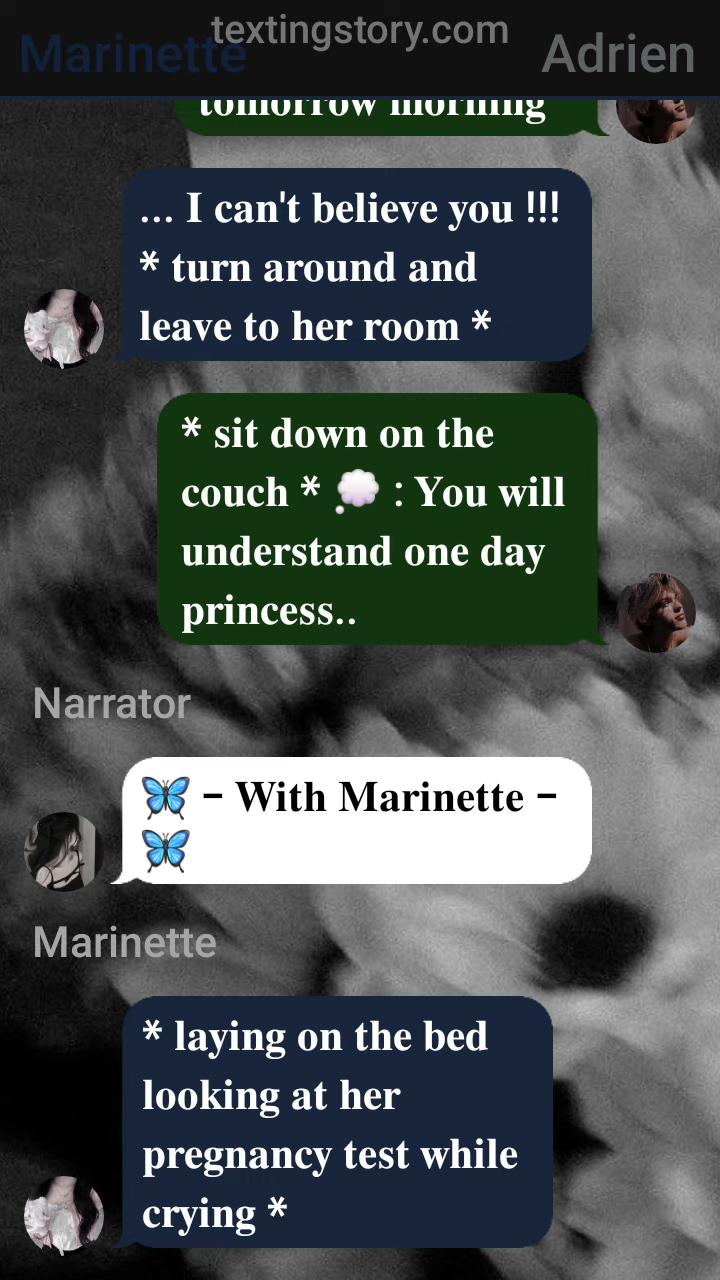 textingstory.com
Marinette Adrien
tomorrow morning
... I can't believe you !!!
* turn around and
leave to her room *
* sit down on the
couch * 💭 : You will
understand one day
princess..
Narrator
🦋 - With Marinette -
🦋
Marinette
* laying on the bed
looking at her
pregnancy test while
crying *